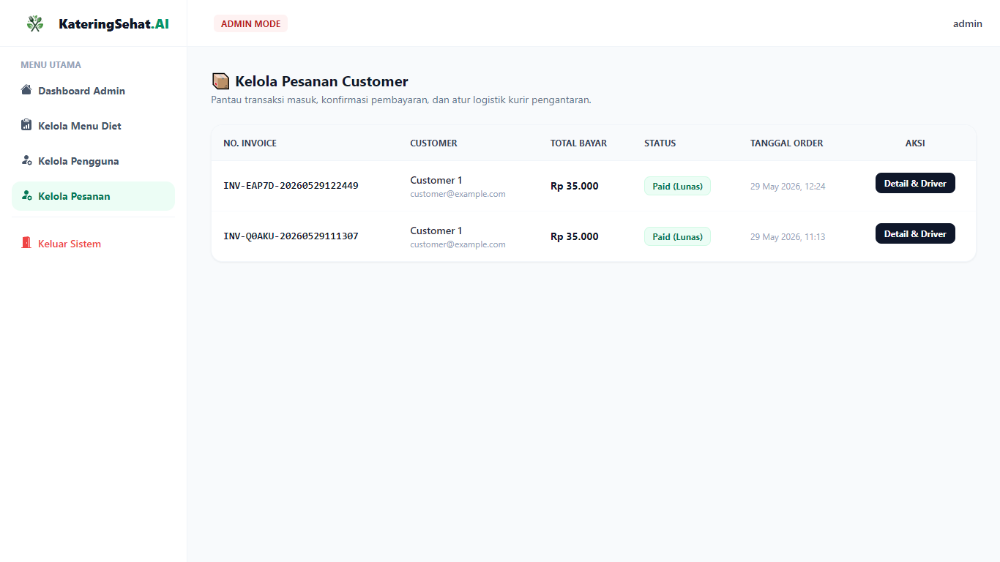 KateringSehat.AI
ADMIN MODE
admin
MENU UTAMA
Dashboard Admin
Kelola Menu Diet
Kelola Pengguna
Kelola Pesanan
Keluar Sistem
Kelola Pesanan Customer
Pantau transaksi masuk, konfirmasi pembayaran, dan atur logistik kurir pengantaran.
NO. INVOICE CUSTOMER TOTAL BAYAR STATUS TANGGAL ORDER AKSI
INV-EAP7D-20260529122449 Customer 1 Rp 35.000 Paid (Lunas) 29 May 2026, 12:24 Detail & Driver
customer@example.com
INV-Q0AKU-20260529111307 Customer 1 Rp 35.000 Paid (Lunas) 29 May 2026, 11:13 Detail & Driver
customer@example.com